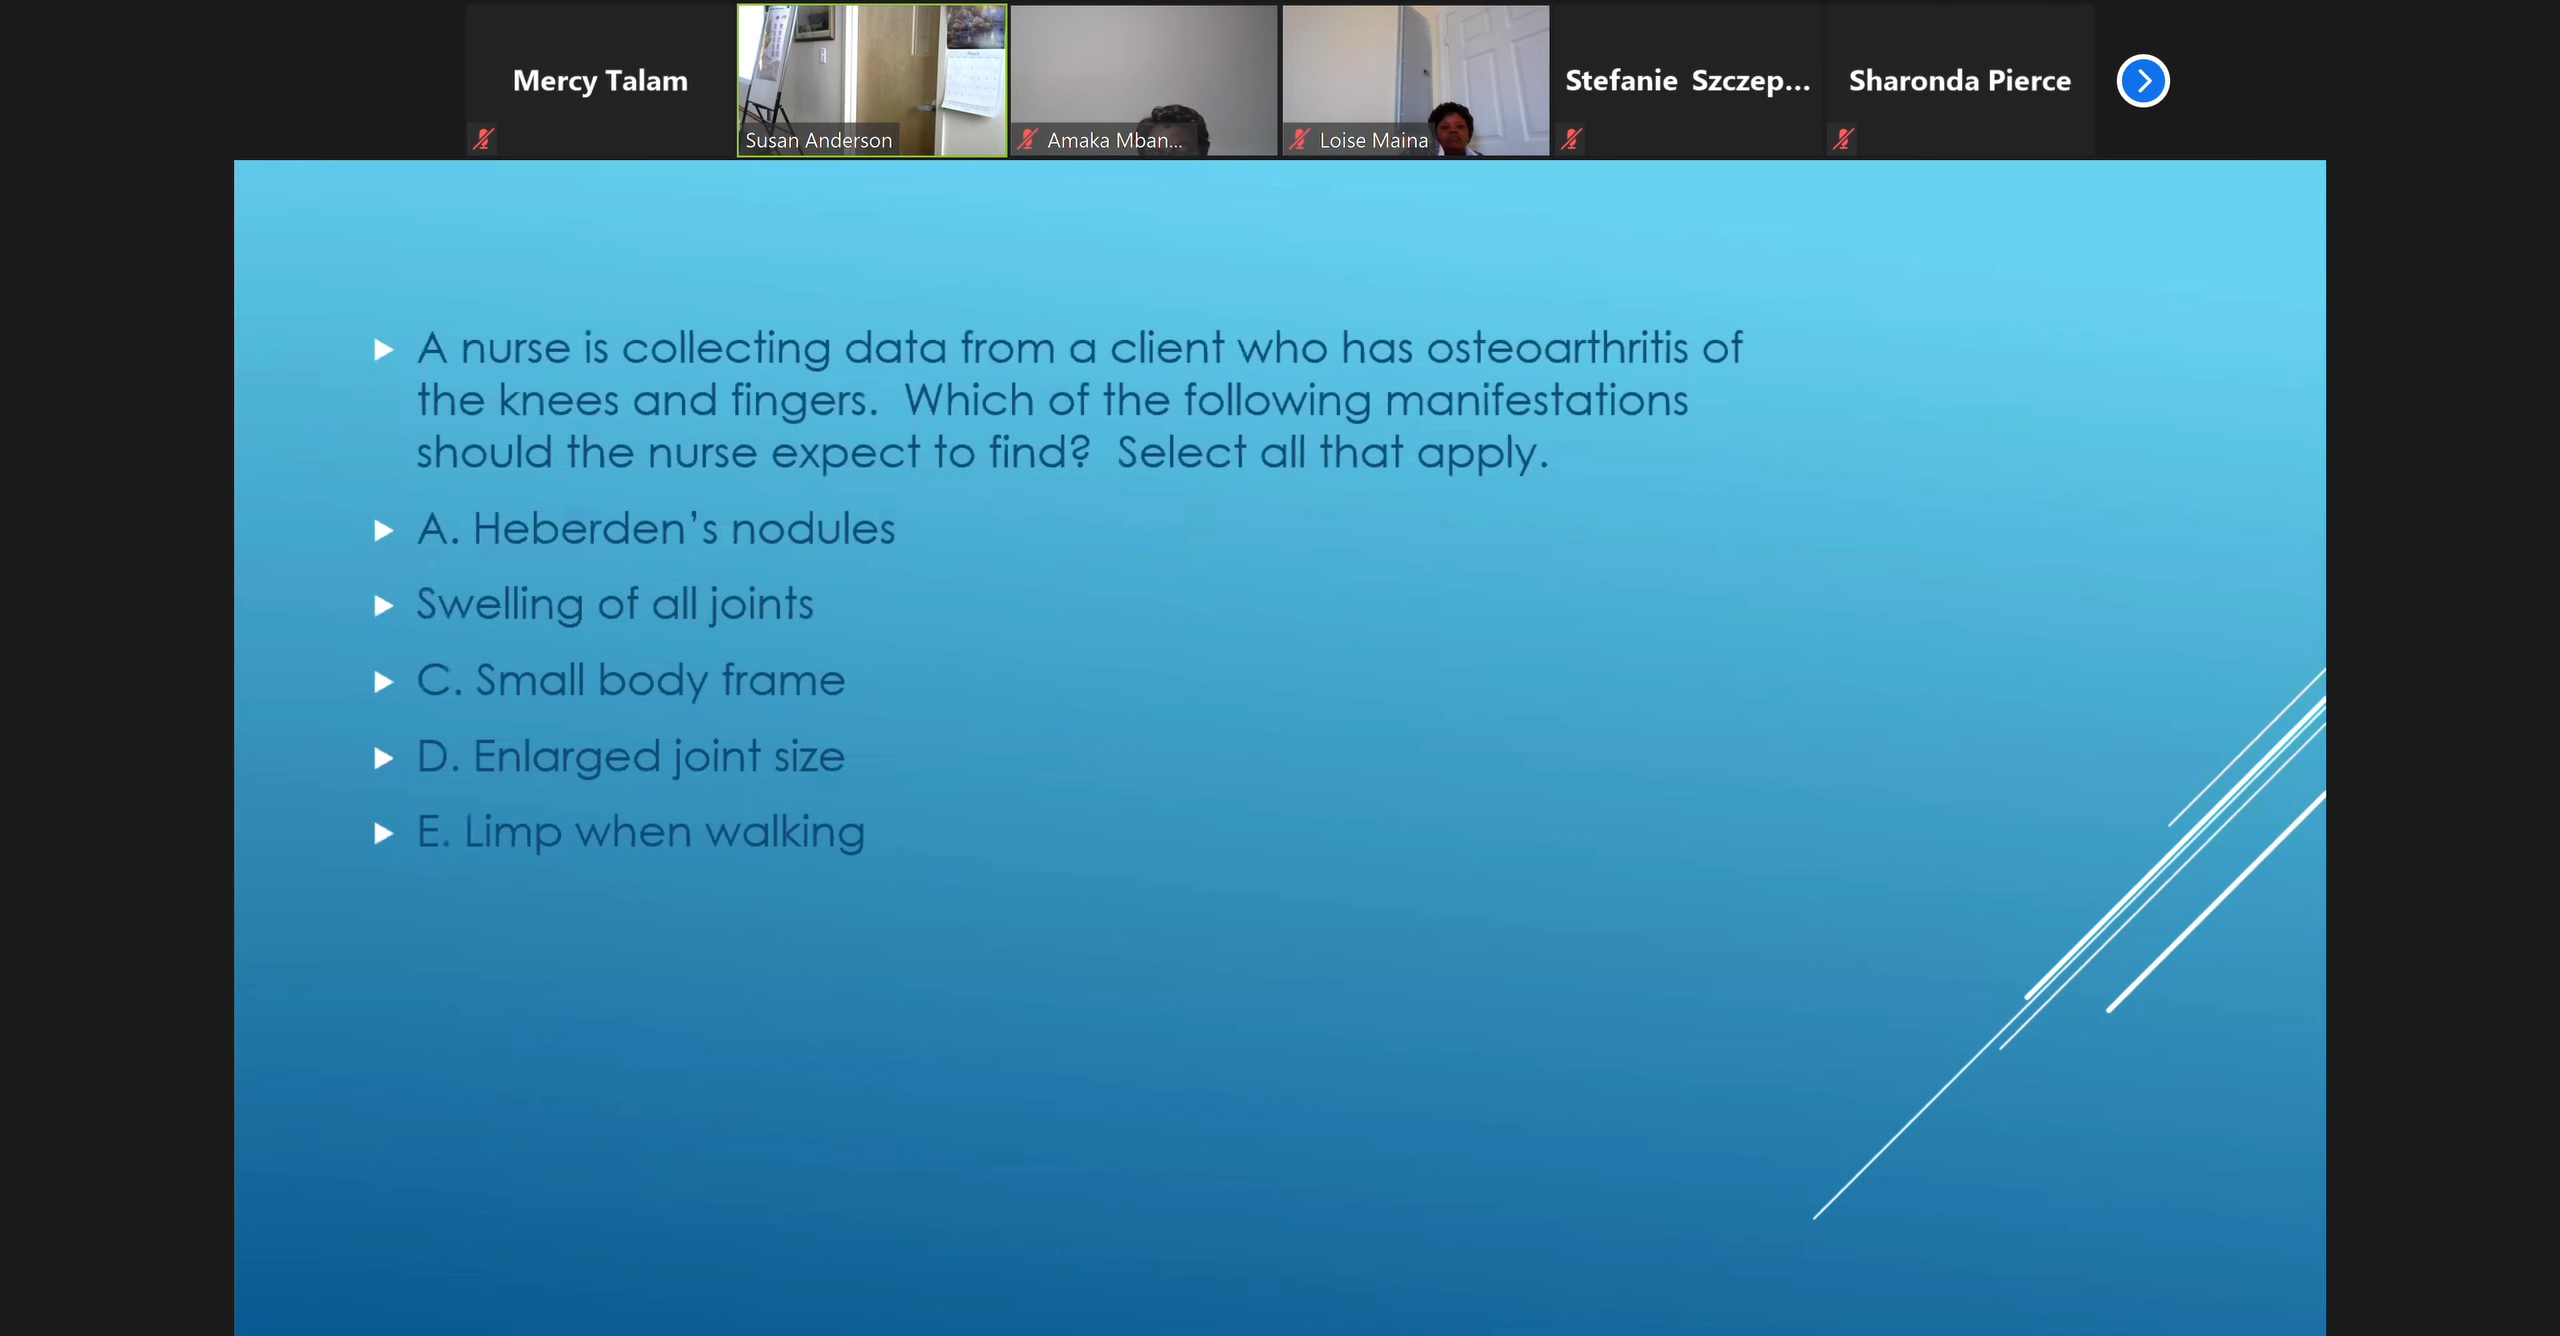 Mercy Talam
Susan Anderson
Amaka Mban...
Loise Maina
Stefanie Szczep...
Sharonda Pierce
A nurse is collecting data from a client who has osteoarthritis of
the knees and fingers. Which of the following manifestations
should the nurse expect to find? Select all that apply.
A. Heberden’s nodules
Swelling of all joints
C. Small body frame
D. Enlarged joint size
E. Limp when walking